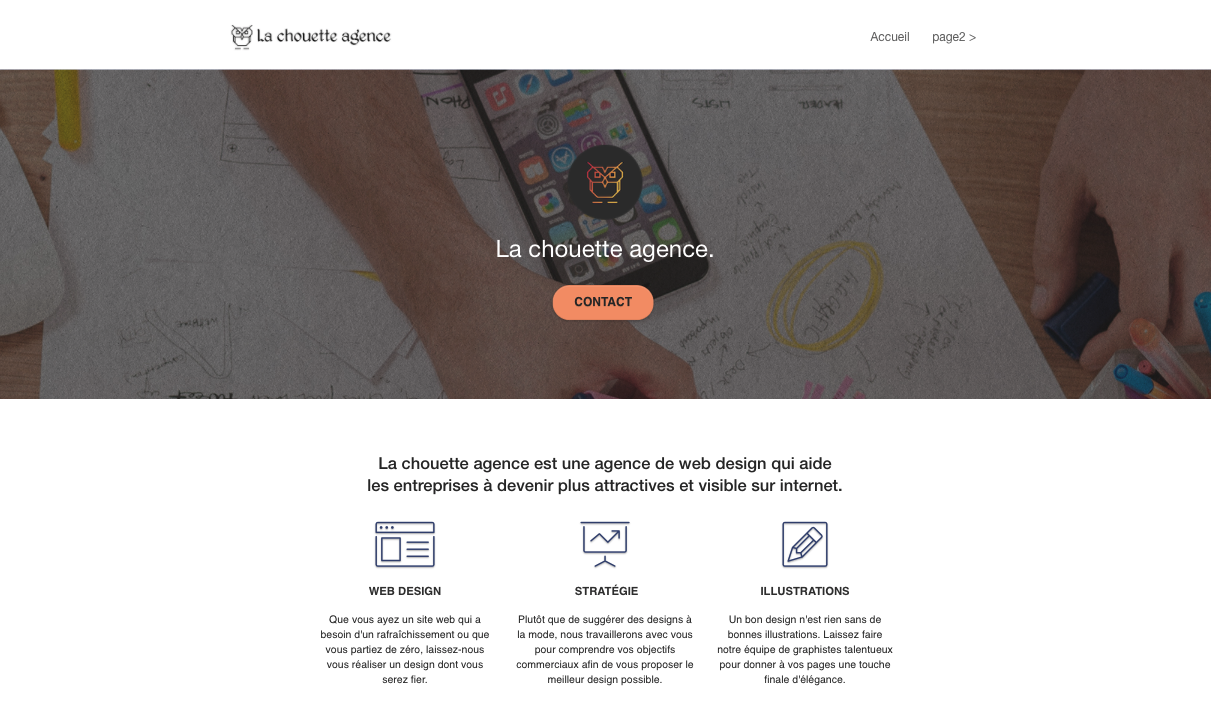 La chouette agence
Accueil page2 >
PHON
LISTS
HEADER
La chouette agence.
CONTACT
La chouette agence est une agence de web design qui aide
les entreprises à devenir plus attractives et visible sur internet.
WEB DESIGN
Que vous ayez un site web qui a
besoin d'un rafraîchissement ou que
vous partiez de zéro, laissez-nous
vous réaliser un design dont vous
serez fier.
STRATÉGIE
Plutôt que de suggérer des designs à
la mode, nous travaillerons avec vous
pour comprendre vos objectifs
commerciaux afin de vous proposer le
meilleur design possible.
ILLUSTRATIONS
Un bon design n'est rien sans de
bonnes illustrations. Laissez faire
notre équipe de graphistes talentueux
pour donner à vos pages une touche
finale d'élégance.